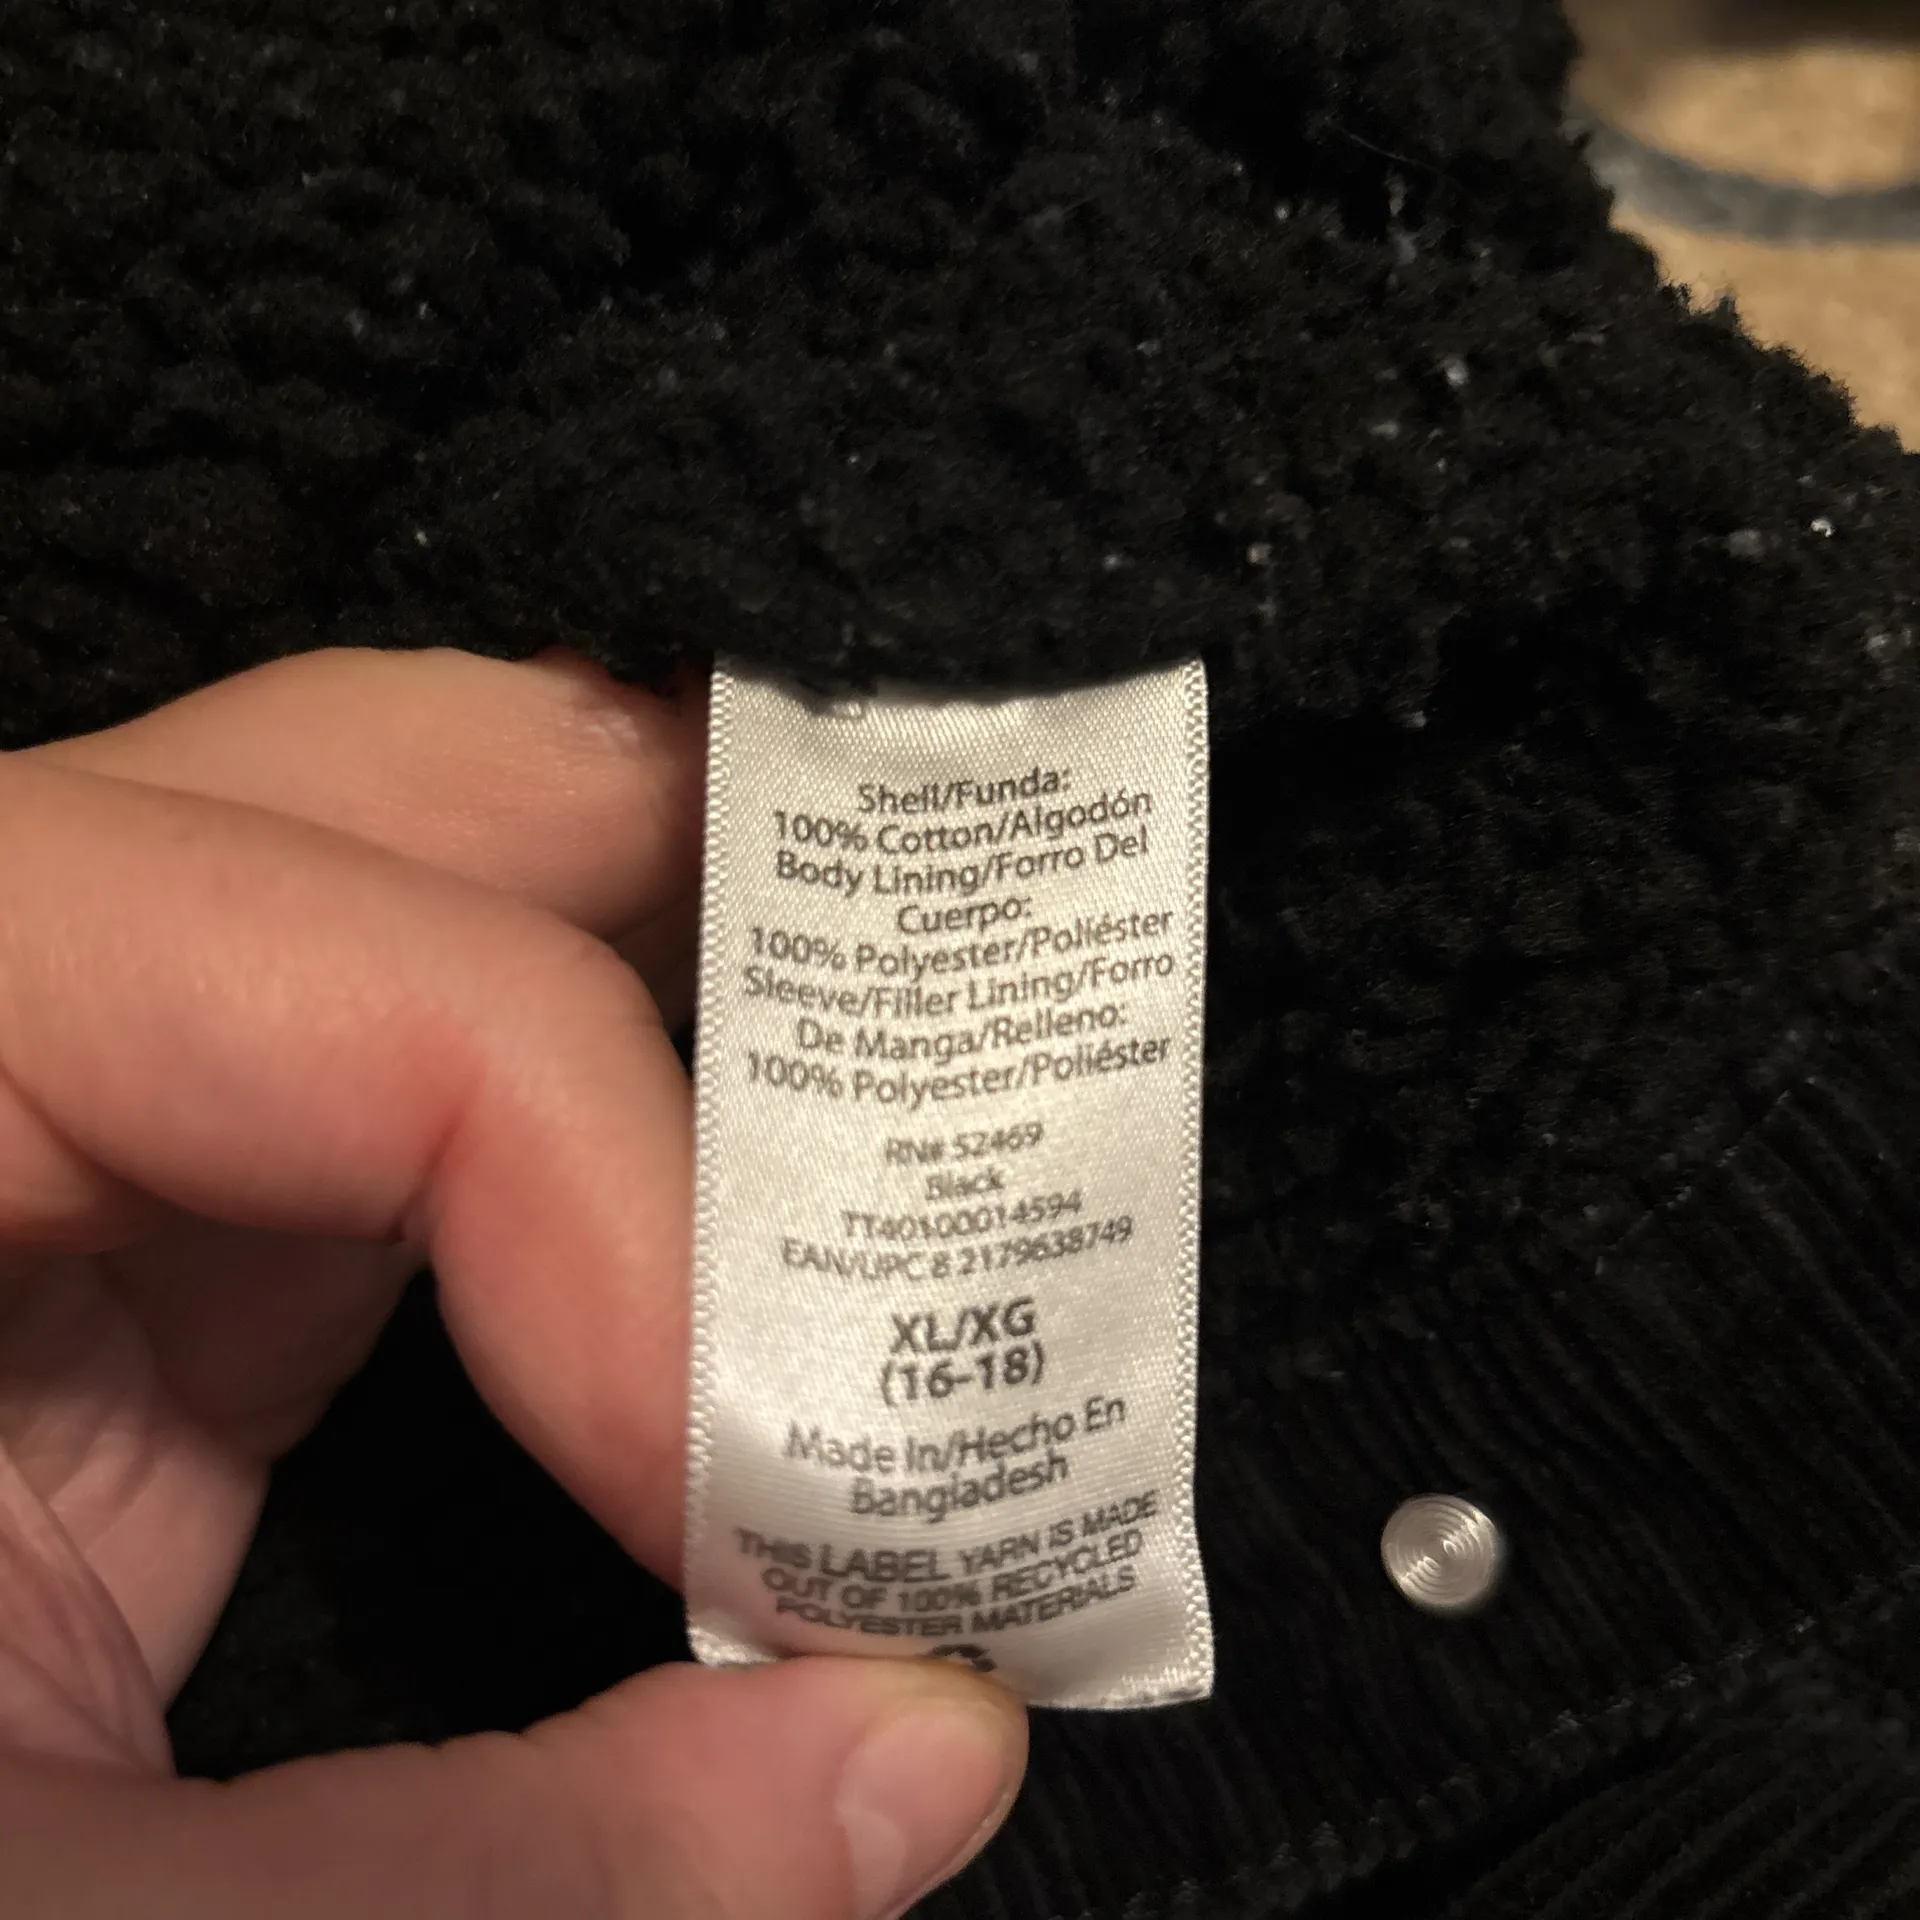 Shell/Funda:
100% Cotton/Algodón
Body Lining/Forro Del
Cuerpo:
100% Polyester/Poliéster
Sleeve/Filler Lining/Forro
De Manga/Relleno:
100% Polyester/Poliéster
RN# 52469
Black
TT40100014594
EAN/UPC 8 2179638749
XL/XG
(16-18)
Made In/Hecho En
Bangladesh
THIS LABEL YARN IS MADE
OUT OF 100% RECYCLED
POLYESTER MATERIALS